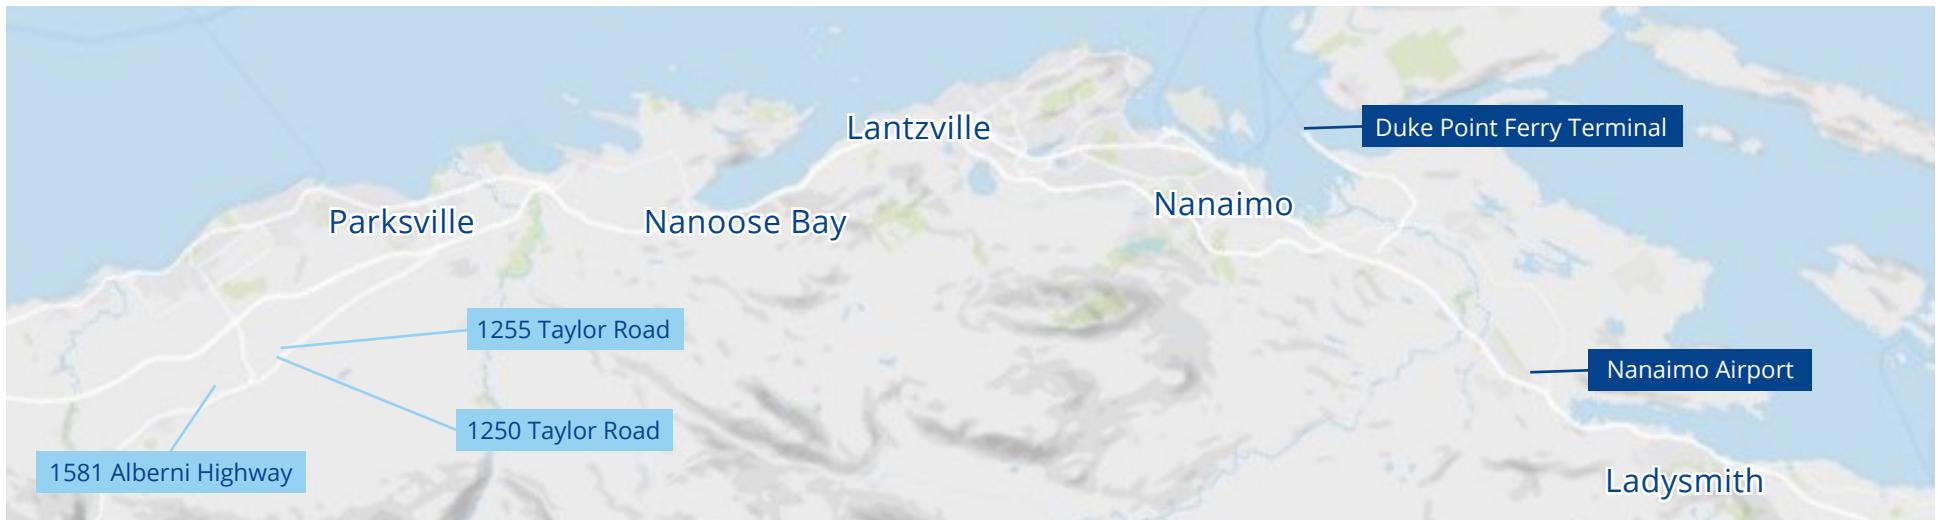 Lantzville
Duke Point Ferry Terminal
Parksville
Nanoose Bay
Nanaimo
1255 Taylor Road
Nanaimo Airport
1250 Taylor Road
1581 Alberni Highway
Ladysmith